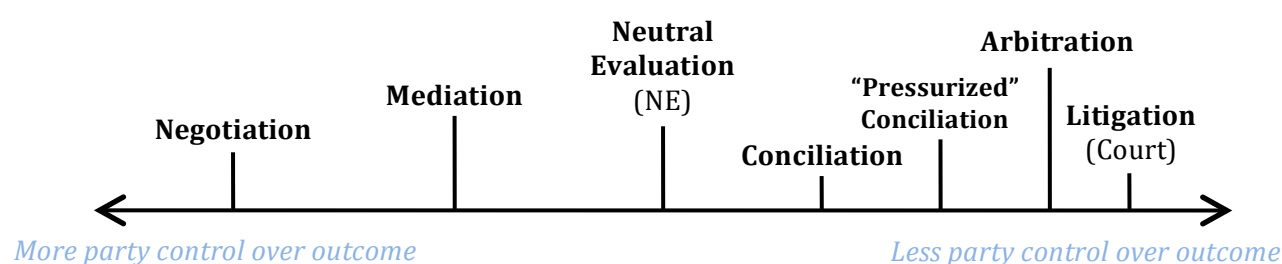 Negotiation
Mediation
Neutral
Evaluation
(NE)
Conciliation
“Pressurized”
Conciliation
Arbitration
Litigation
(Court)
More party control over outcome
Less party control over outcome